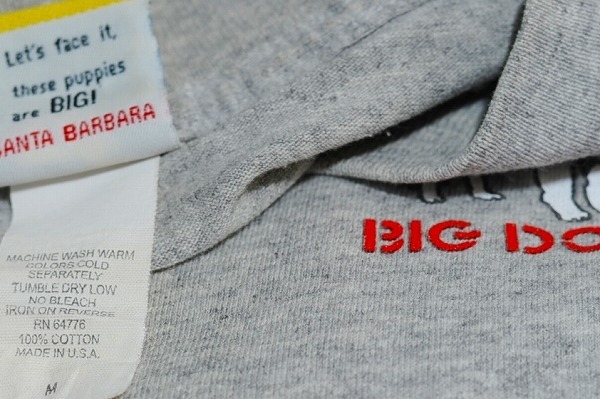 Let's face it,
these puppies
are BIG!
SANTA BARBARA
MACHINE WASH WARM
COLORS COLD
SEPARATELY
TUMBLE DRY LOW
NO BLEACH
IRON ON REVERSE
RN 64776
100% COTTON
MADE IN U.S.A.
M
BIG DO